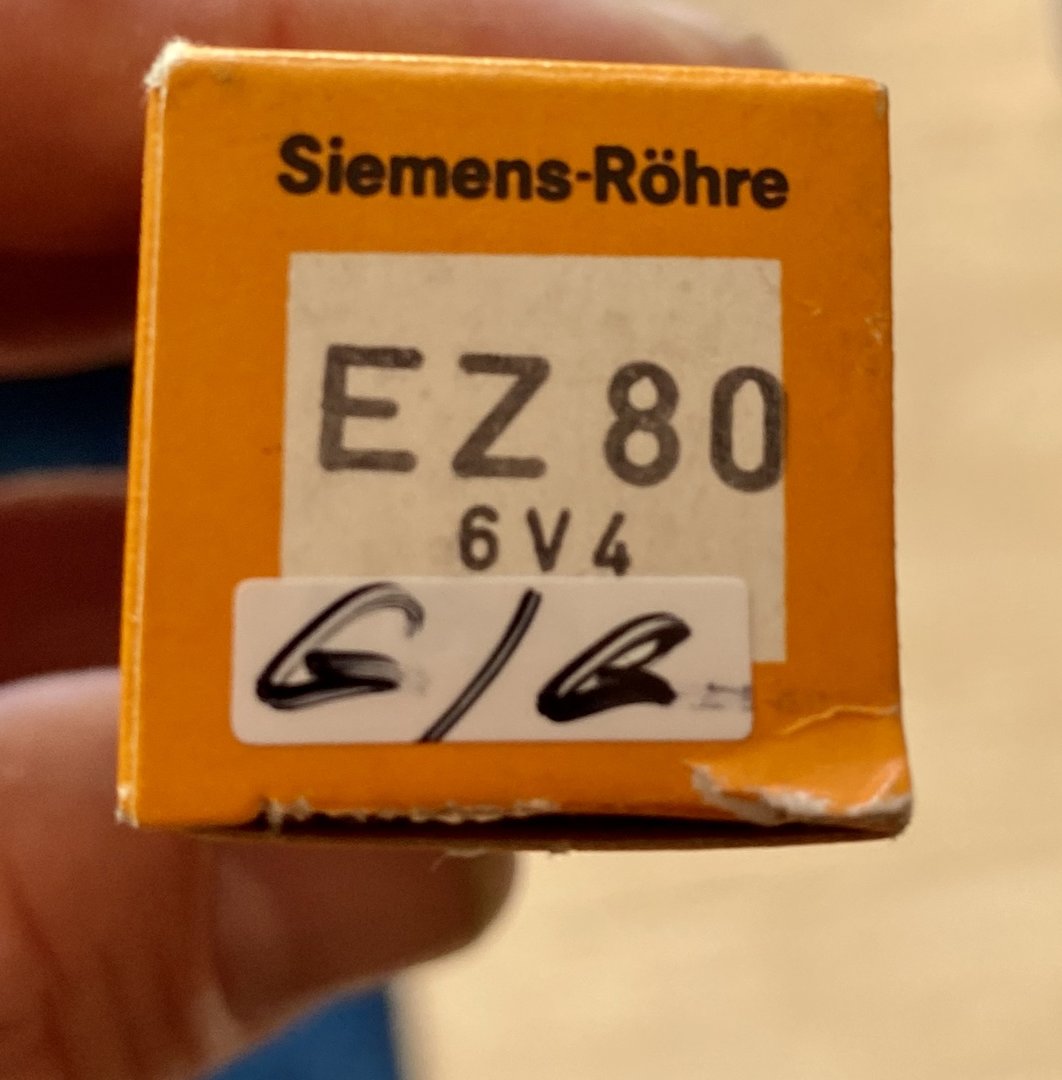 Siemens-Röhre
EZ 80
6V4
G/G